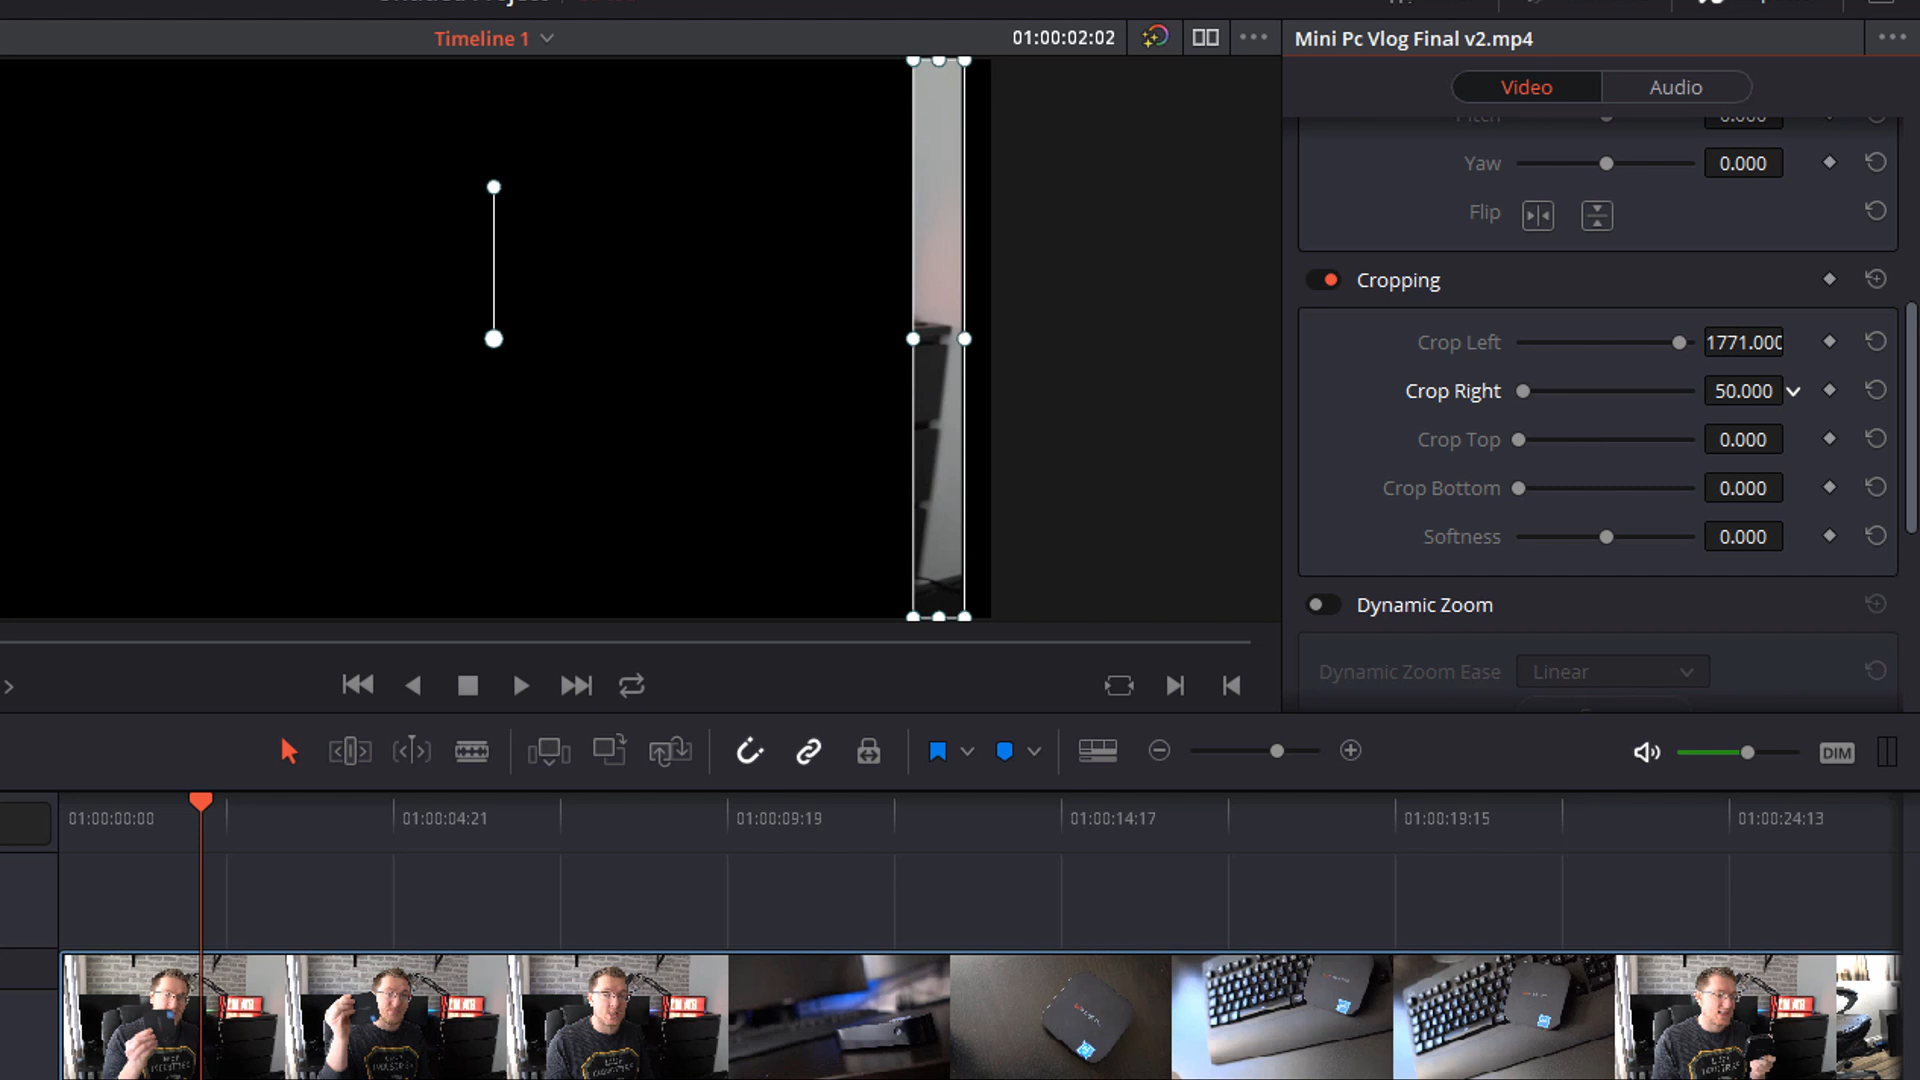 Timeline 1
01:00:02:02
Mini Pc Vlog Final v2.mp4
Video
Audio
Pitch
0.000
Yaw
0.000
Flip
Cropping
Crop Left
1771.000
Crop Right
50.000
Crop Top
0.000
Crop Bottom
0.000
Softness
0.000
Dynamic Zoom
Dynamic Zoom Ease
Linear
DIM
01:00:00:00
01:00:04:21
01:00:09:19
01:00:14:17
01:00:19:15
01:00:24:13